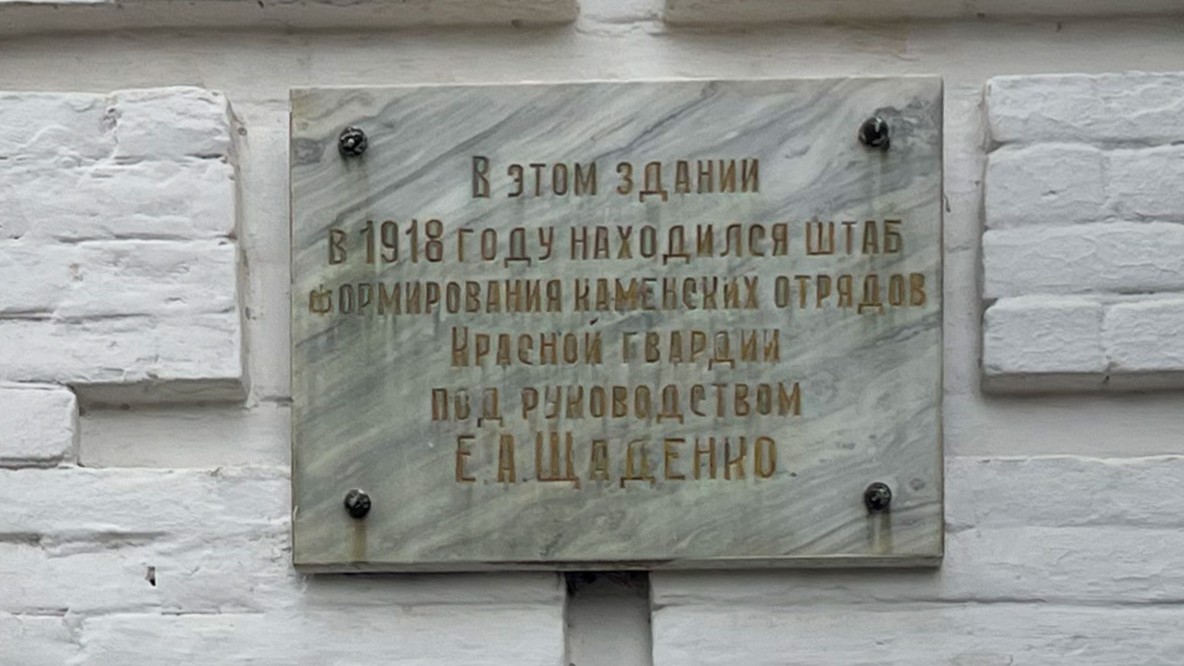 В этом здании
в 1918 году находился штаб
формирования каменских отрядов
Красной гвардии
под руководством
Е.А.Щаденко